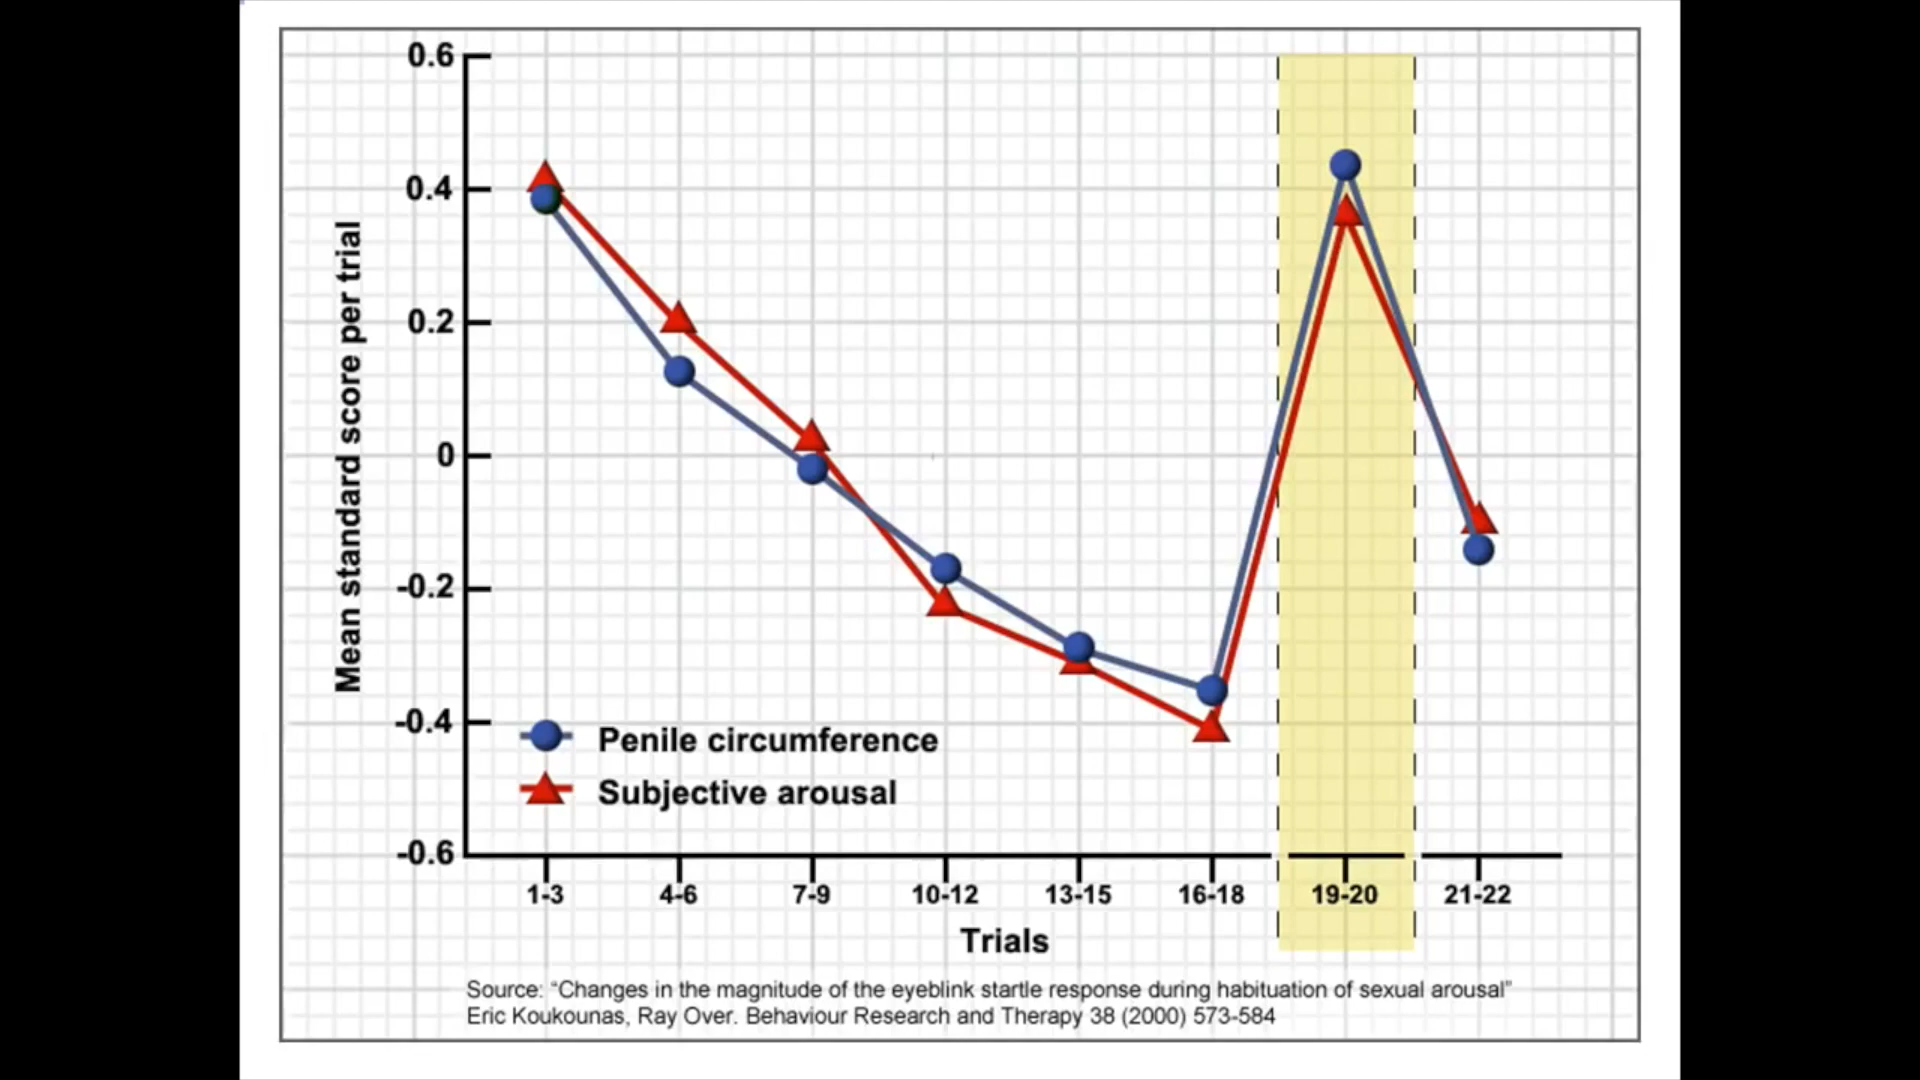 0.6
0.4
0.2
0
-0.2
-0.4
-0.6
Mean standard score per trial
Penile circumference
Subjective arousal
1-3 4-6 7-9 10-12 13-15 16-18 19-20 21-22
Trials
Source: “Changes in the magnitude of the eyeblink startle response during habituation of sexual arousal”
Eric Koukounas, Ray Over. Behaviour Research and Therapy 38 (2000) 573-584